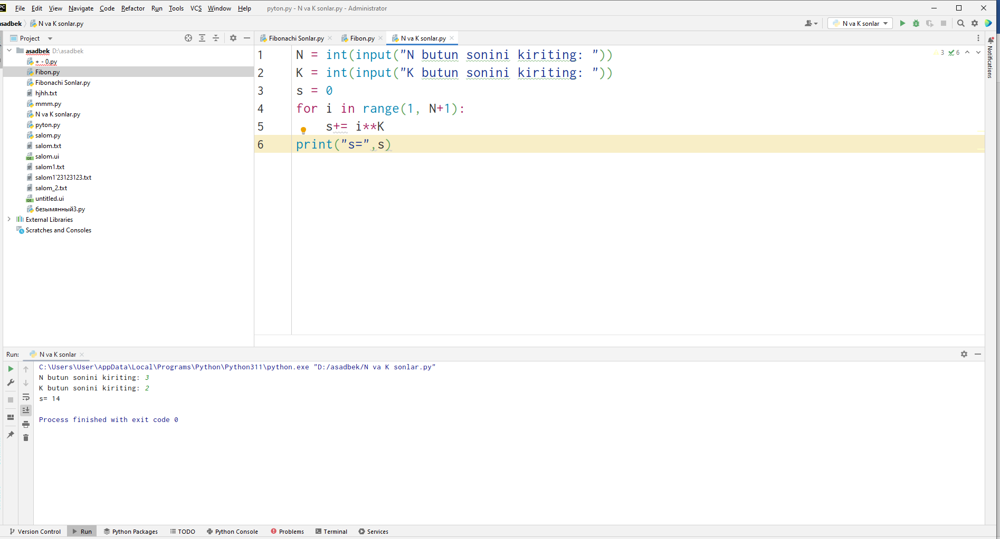 PC File Edit View Navigate Code Refactor Run Tools VCS Window Help pyton.py - N va K sonlar.py - Administrator
asadbek N va K sonlar.py N va K sonlar
Project Fibonachi Sonlar.py Fibon.py N va K sonlar.py
asadbek D:\asadbek
+ - 0.py
Fibon.py
Fibonachi Sonlar.py
hjhh.txt
mmm.py
N va K sonlar.py
pyton.py
salom.py
salom.txt
salom.ui
salom1.txt
salom1`23123123.txt
salom_2.txt
untitled.ui
безымянный3.py
External Libraries
Scratches and Consoles
1 N = int(input("N butun sonini kiriting: "))
2 K = int(input("K butun sonini kiriting: "))
3 s = 0
4 for i in range(1, N+1):
5 s+= i**K
6 print("s=",s)
3 6
Notifications
Run: N va K sonlar
C:\Users\User\AppData\Local\Programs\Python\Python311\python.exe "D:/asadbek/N va K sonlar.py"
N butun sonini kiriting: 3
K butun sonini kiriting: 2
s= 14
Process finished with exit code 0
Version Control Run Python Packages TODO Python Console Problems Terminal Services